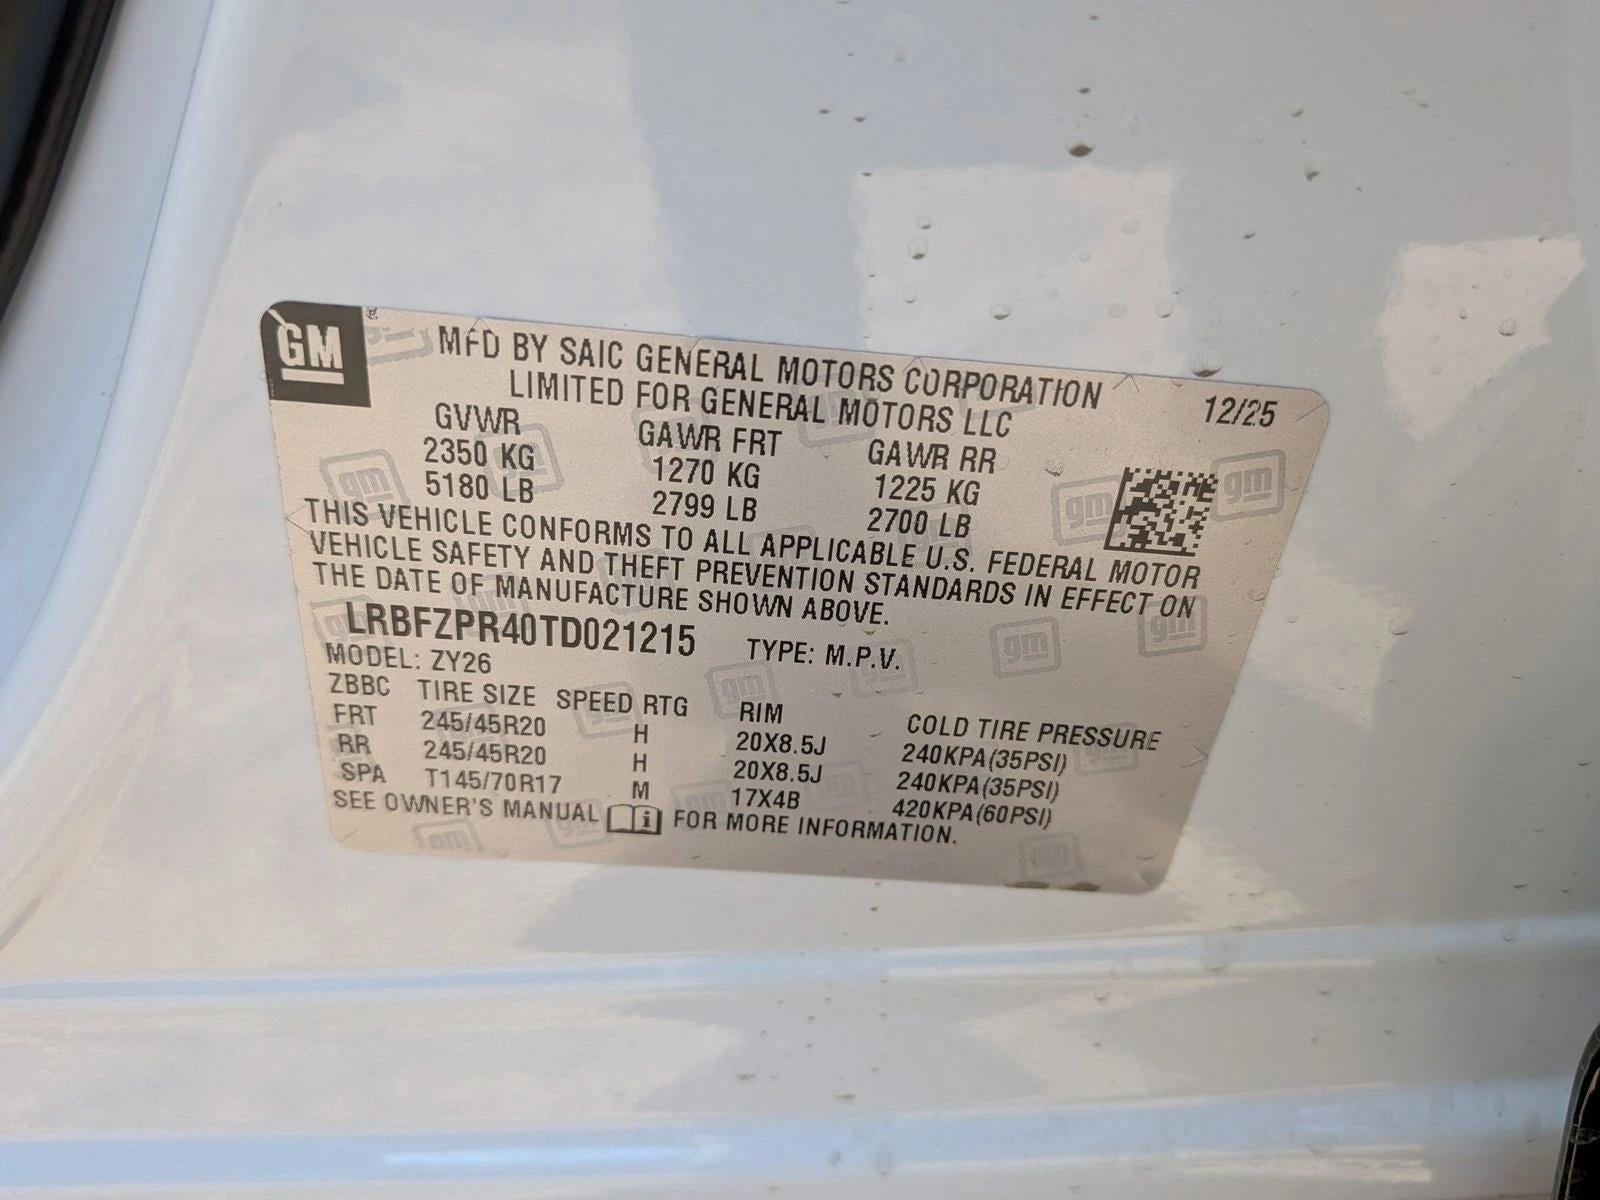 GM
MFD BY SAIC GENERAL MOTORS CORPORATION
LIMITED FOR GENERAL MOTORS LLC
12/25
GVWR GAWR FRT GAWR RR
2350 KG 1270 KG 1225 KG
5180 LB 2799 LB 2700 LB
THIS VEHICLE CONFORMS TO ALL APPLICABLE U.S. FEDERAL MOTOR
VEHICLE SAFETY AND THEFT PREVENTION STANDARDS IN EFFECT ON
THE DATE OF MANUFACTURE SHOWN ABOVE.
LRBFZPR40TD021215 TYPE: M.P.V.
MODEL: ZY26
ZBBC TIRE SIZE SPEED RTG RIM COLD TIRE PRESSURE
FRT 245/45R20 H 20X8.5J 240KPA(35PSI)
RR 245/45R20 H 20X8.5J 240KPA(35PSI)
SPA T145/70R17 M 17X4B 420KPA(60PSI)
SEE OWNER'S MANUAL i FOR MORE INFORMATION.